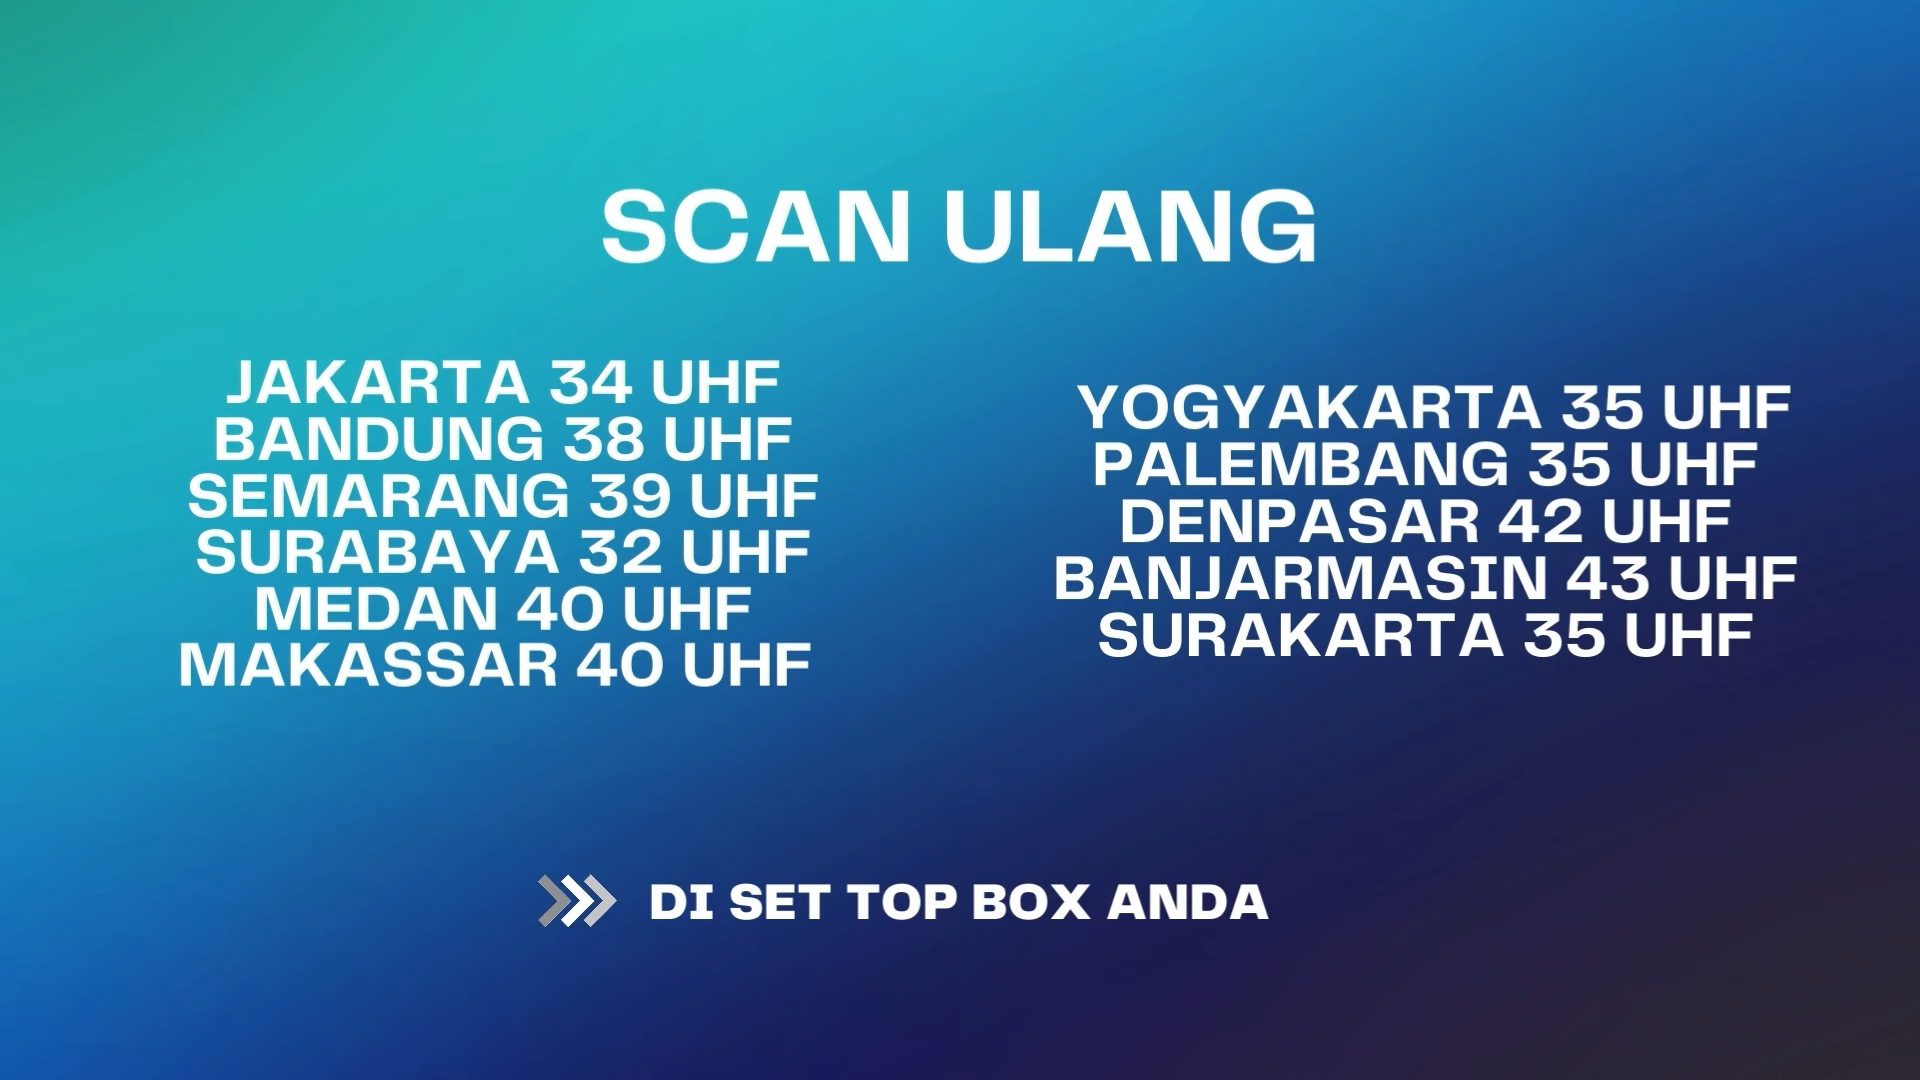 SCAN ULANG
JAKARTA 34 UHF
BANDUNG 38 UHF
SEMARANG 39 UHF
SURABAYA 32 UHF
MEDAN 40 UHF
MAKASSAR 40 UHF
YOGYAKARTA 35 UHF
PALEMBANG 35 UHF
DENPASAR 42 UHF
BANJARMASIN 43 UHF
SURAKARTA 35 UHF
DI SET TOP BOX ANDA